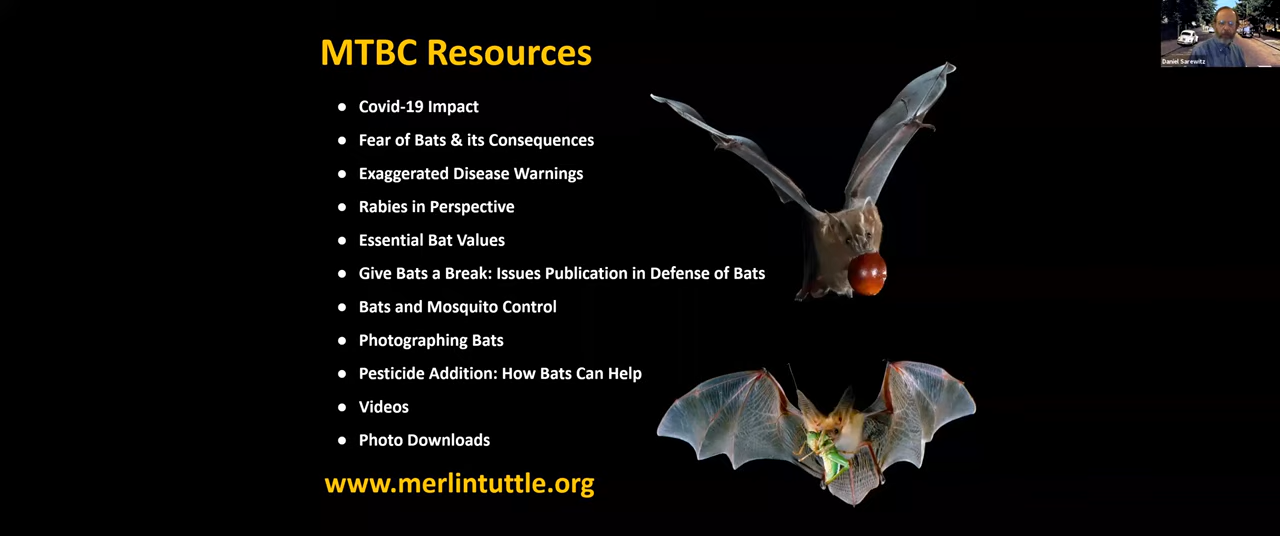 MTBC Resources
Daniel Sarewitz
● Covid-19 Impact
● Fear of Bats & its Consequences
● Exaggerated Disease Warnings
● Rabies in Perspective
● Essential Bat Values
● Give Bats a Break: Issues Publication in Defense of Bats
● Bats and Mosquito Control
● Photographing Bats
● Pesticide Addition: How Bats Can Help
● Videos
● Photo Downloads
www.merlintuttle.org